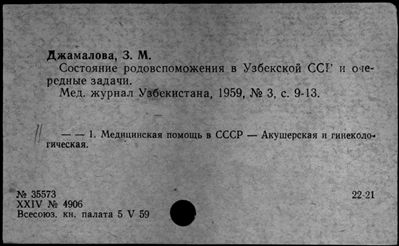 Джамалова, З. М.
Состояние родовспоможения в Узбекской ССР и оче-
редные задачи.
Мед. журнал Узбекистана, 1959, № 3, с. 9-13.
— — 1. Медицинская помощь в СССР — Акушерская и гинеколо-
гическая.
№ 35573 22-21
XXIV № 4906
Всесоюз. кн. палата 5 V 59